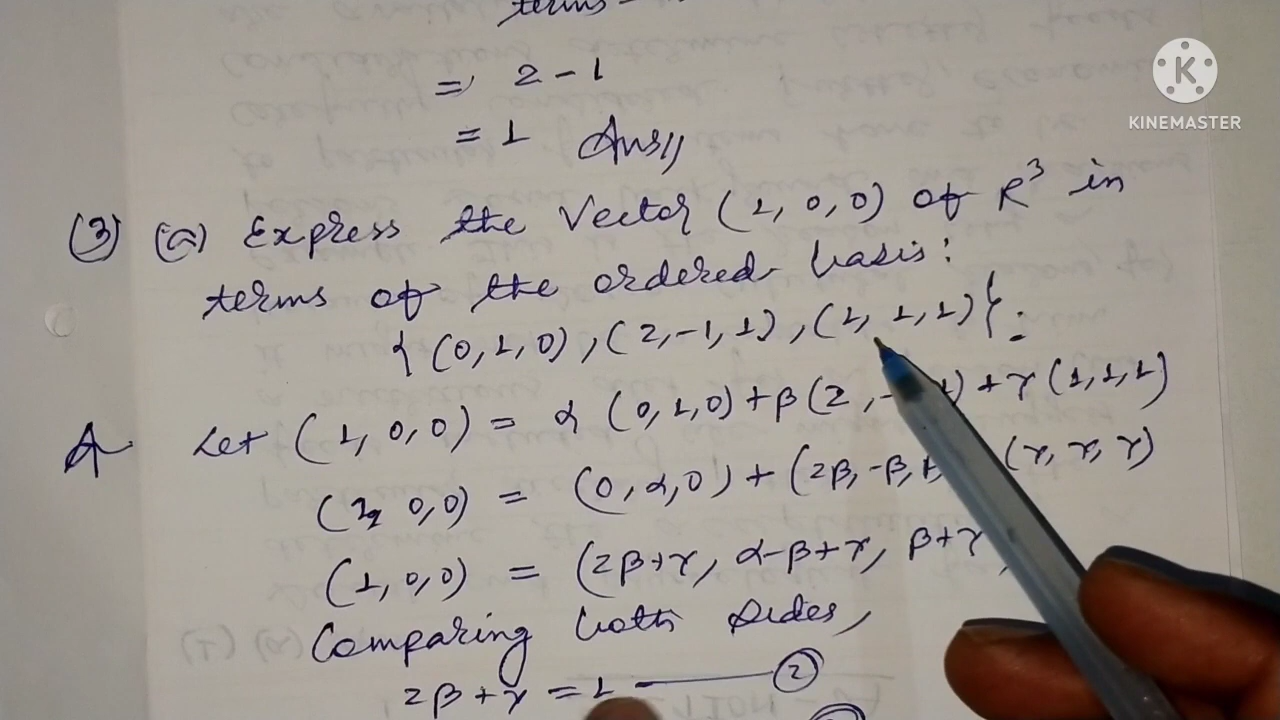 terms
= 2 - 1
= 1 Ans//
KINEMASTER
(3) (a) Express the Vector (1, 0, 0) of R³ in
terms of the ordered basis:
{(0, 1, 0), (2, -1, 1), (1, 1, 1)}:
A Let (1, 0, 0) = α (0, 1, 0) + β (2, -1) + γ (1, 1, 1)
(1, 0, 0) = (0, α, 0) + (2β, -β, β (γ, γ, γ)
(1, 0, 0) = (2β+γ, α-β+γ, β+γ
Comparing both sides,
2β + γ = 1 ——— (2)